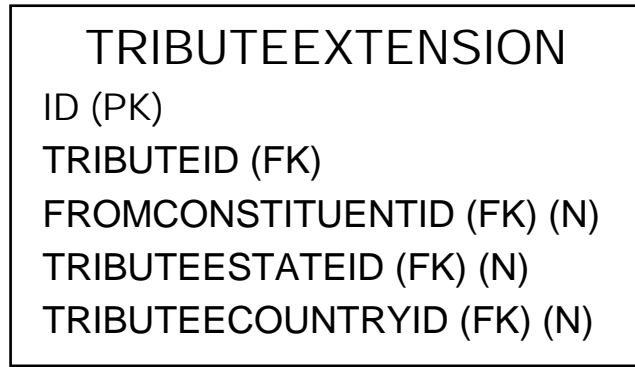 TRIBUTEEXTENSION
ID (PK)
TRIBUTEID (FK)
FROMCONSTITUENTID (FK) (N)
TRIBUTEESTATEID (FK) (N)
TRIBUTEECOUNTRYID (FK) (N)